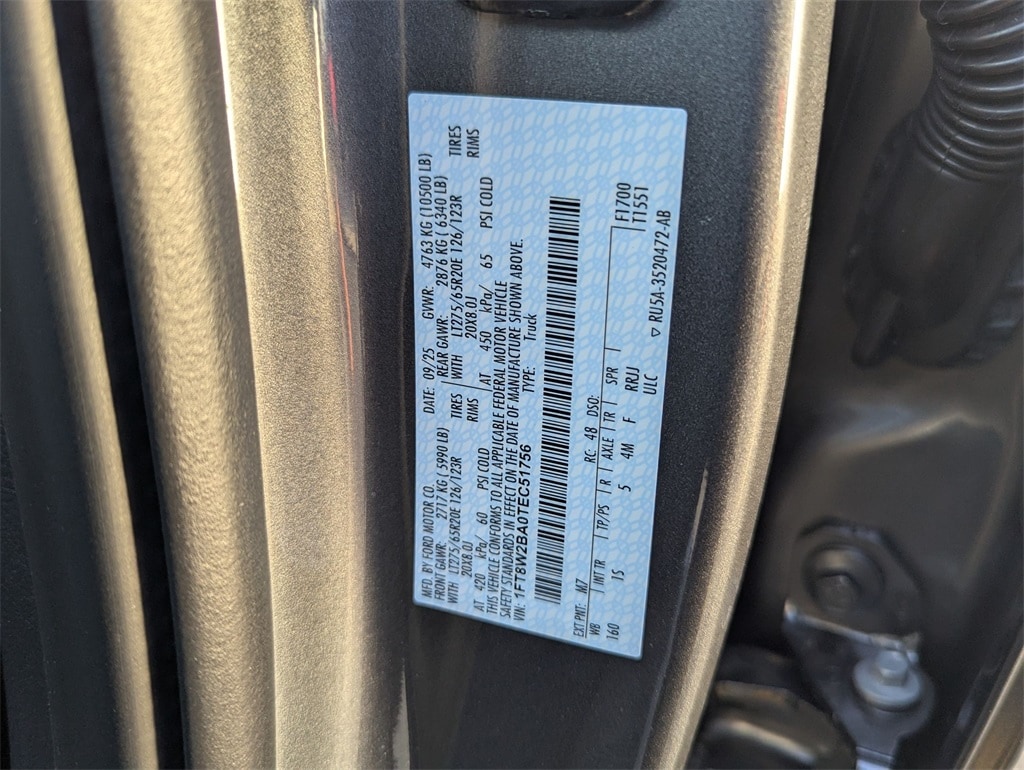 MFD. BY FORD MOTOR CO. DATE: 09/25 GVWR: 4763 KG (10500 LB)
FRONT GAWR: 2717 KG ( 5990 LB) REAR GAWR: 2876 KG ( 6340 LB)
WITH LT275/65R20E 126/123R TIRES WITH LT275/65R20E 126/123R TIRES
20X8.0J RIMS 20X8.0J RIMS
AT 420 kPa/ 60 PSI COLD AT 450 kPa/ 65 PSI COLD
THIS VEHICLE CONFORMS TO ALL APPLICABLE FEDERAL MOTOR VEHICLE
SAFETY STANDARDS IN EFFECT ON THE DATE OF MANUFACTURE SHOWN ABOVE.
VIN: 1FT8W2BA0TEC51756 TYPE: Truck
EXT PNT: M7 RC: 48 DSO:
WB INT TR TP/PS R AXLE TR SPR F1700
160 1S 5 4M F RRJJ T1551
ULC
▽ RU5A-3520472-AB